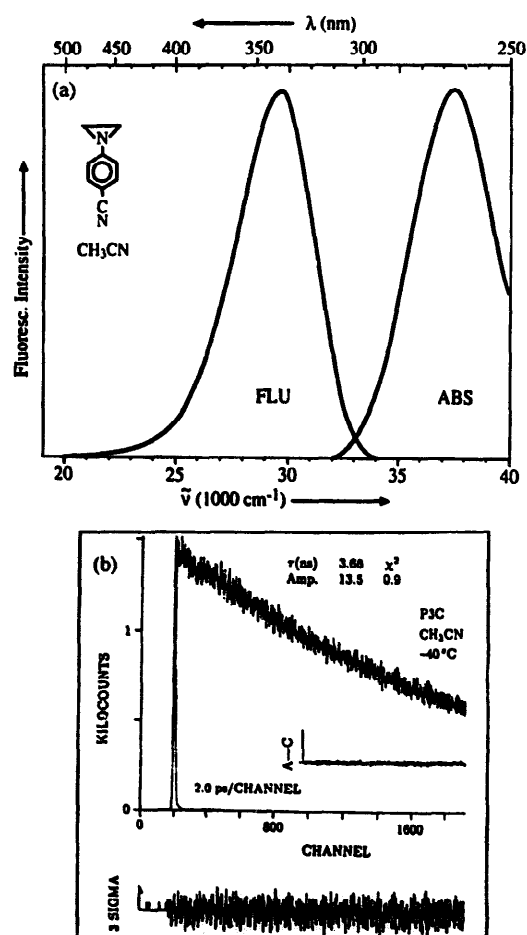 λ (nm)
500 450 400 350 300 250
(a)
N
C
N
CH₃CN
Fluoresc. Intensity
FLU ABS
20 25 30 35 40
ν̃ (1000 cm⁻¹)
(b)
τ(ns) 3.68 χ²
Amp. 13.5 0.9
P3C
CH₃CN
-40°C
1
KILOCOUNTS
A-C
2.0 ps/CHANNEL
0
0 800 1600
CHANNEL
3 SIGMA